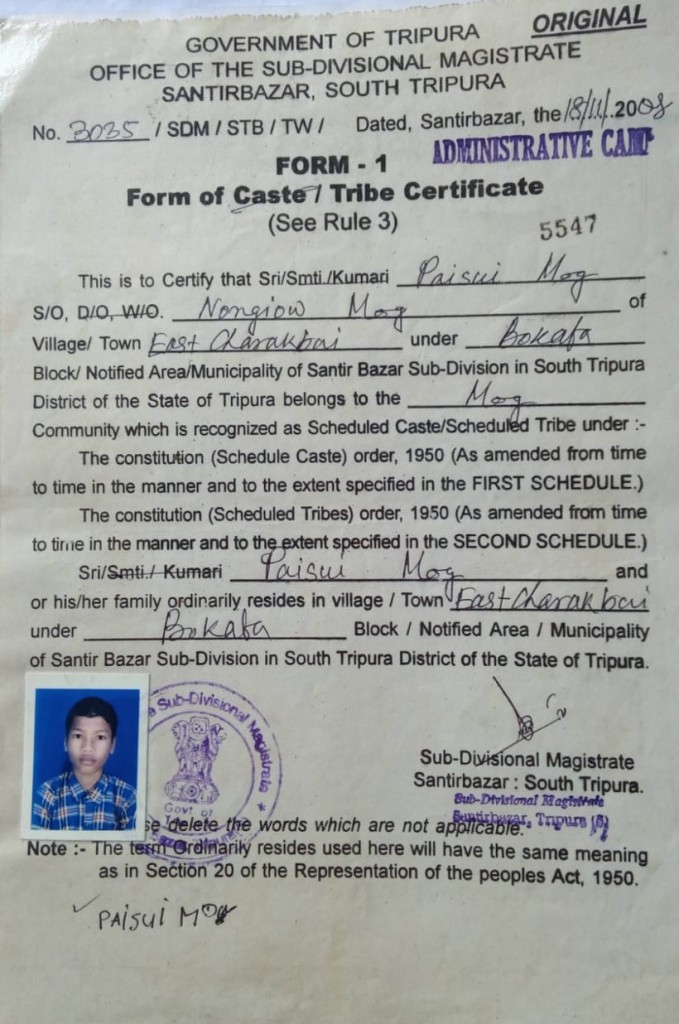 ORIGINAL
GOVERNMENT OF TRIPURA
OFFICE OF THE SUB-DIVISIONAL MAGISTRATE
SANTIRBAZAR, SOUTH TRIPURA
No. 3035 / SDM / STB / TW / Dated, Santirbazar, the 18/11/.2008
ADMINISTRATIVE CAMP
FORM - 1
Form of Caste / Tribe Certificate
(See Rule 3)
5547
This is to Certify that Sri/Smti./Kumari Paisui Mog
S/O, D/O, W/O. Nongiow Mog of
Village/ Town East Charakbai under Bokafa
Block/ Notified Area/Municipality of Santir Bazar Sub-Division in South Tripura
District of the State of Tripura belongs to the Mog
Community which is recognized as Scheduled Caste/Scheduled Tribe under :-
The constitution (Schedule Caste) order, 1950 (As amended from time
to time in the manner and to the extent specified in the FIRST SCHEDULE.)
The constitution (Scheduled Tribes) order, 1950 (As amended from time
to time in the manner and to the extent specified in the SECOND SCHEDULE.)
Sri/Smti./ Kumari Paisui Mog and
or his/her family ordinarily resides in village / Town East Charakbai
under Bokafa Block / Notified Area / Municipality
of Santir Bazar Sub-Division in South Tripura District of the State of Tripura.
Sub-Divisional Magistrate
Govt of
Sub-Divisional Magistrate
Santirbazar : South Tripura.
Sub-Divisional Magistrate
Santirbazar, Tripura (S)
se delete the words which are not applicable.
Note :- The term Ordinarily resides used here will have the same meaning
as in Section 20 of the Representation of the peoples Act, 1950.
PAISUI MOG